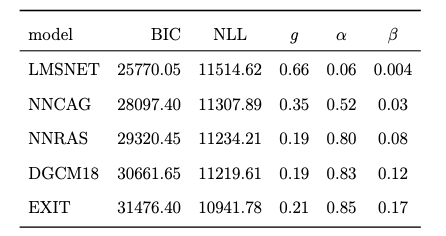 model BIC NLL g α β
LMSNET 25770.05 11514.62 0.66 0.06 0.004
NNCAG 28097.40 11307.89 0.35 0.52 0.03
NNRAS 29320.45 11234.21 0.19 0.80 0.08
DGCM18 30661.65 11219.61 0.19 0.83 0.12
EXIT 31476.40 10941.78 0.21 0.85 0.17